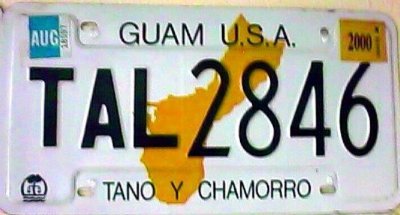 AUG
GUAM U.S.A.
2000
TAL2846
TANO Y CHAMORRO